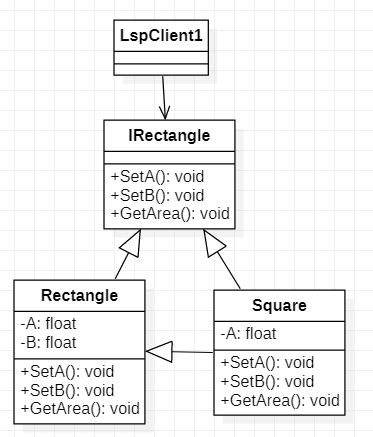 LspClient1
IRectangle
+SetA(): void
+SetB(): void
+GetArea(): void
Rectangle
-A: float
-B: float
+SetA(): void
+SetB(): void
+GetArea(): void
Square
-A: float
+SetA(): void
+SetB(): void
+GetArea(): void